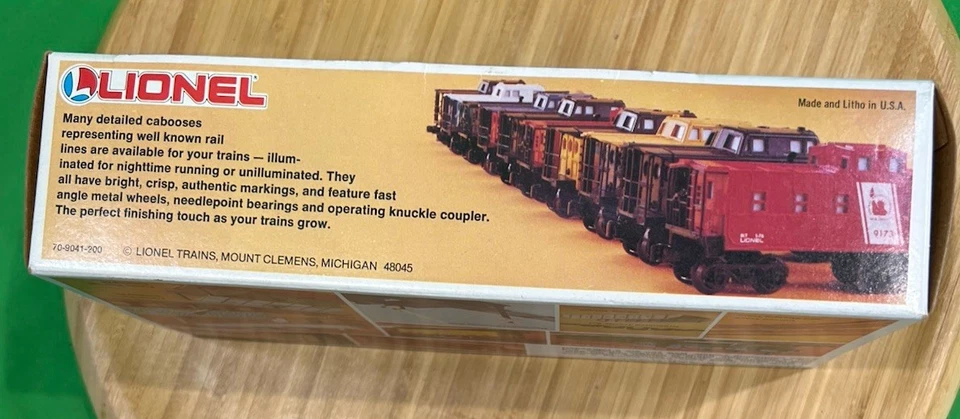 LIONEL
Made and Litho in U.S.A.
Many detailed cabooses
representing well known rail
lines are available for your trains — illum-
inated for nighttime running or unilluminated. They
all have bright, crisp, authentic markings, and feature fast
angle metal wheels, needlepoint bearings and operating knuckle coupler.
The perfect finishing touch as your trains grow.
70-9041-200
© LIONEL TRAINS, MOUNT CLEMENS, MICHIGAN 48045
LIONEL
9173